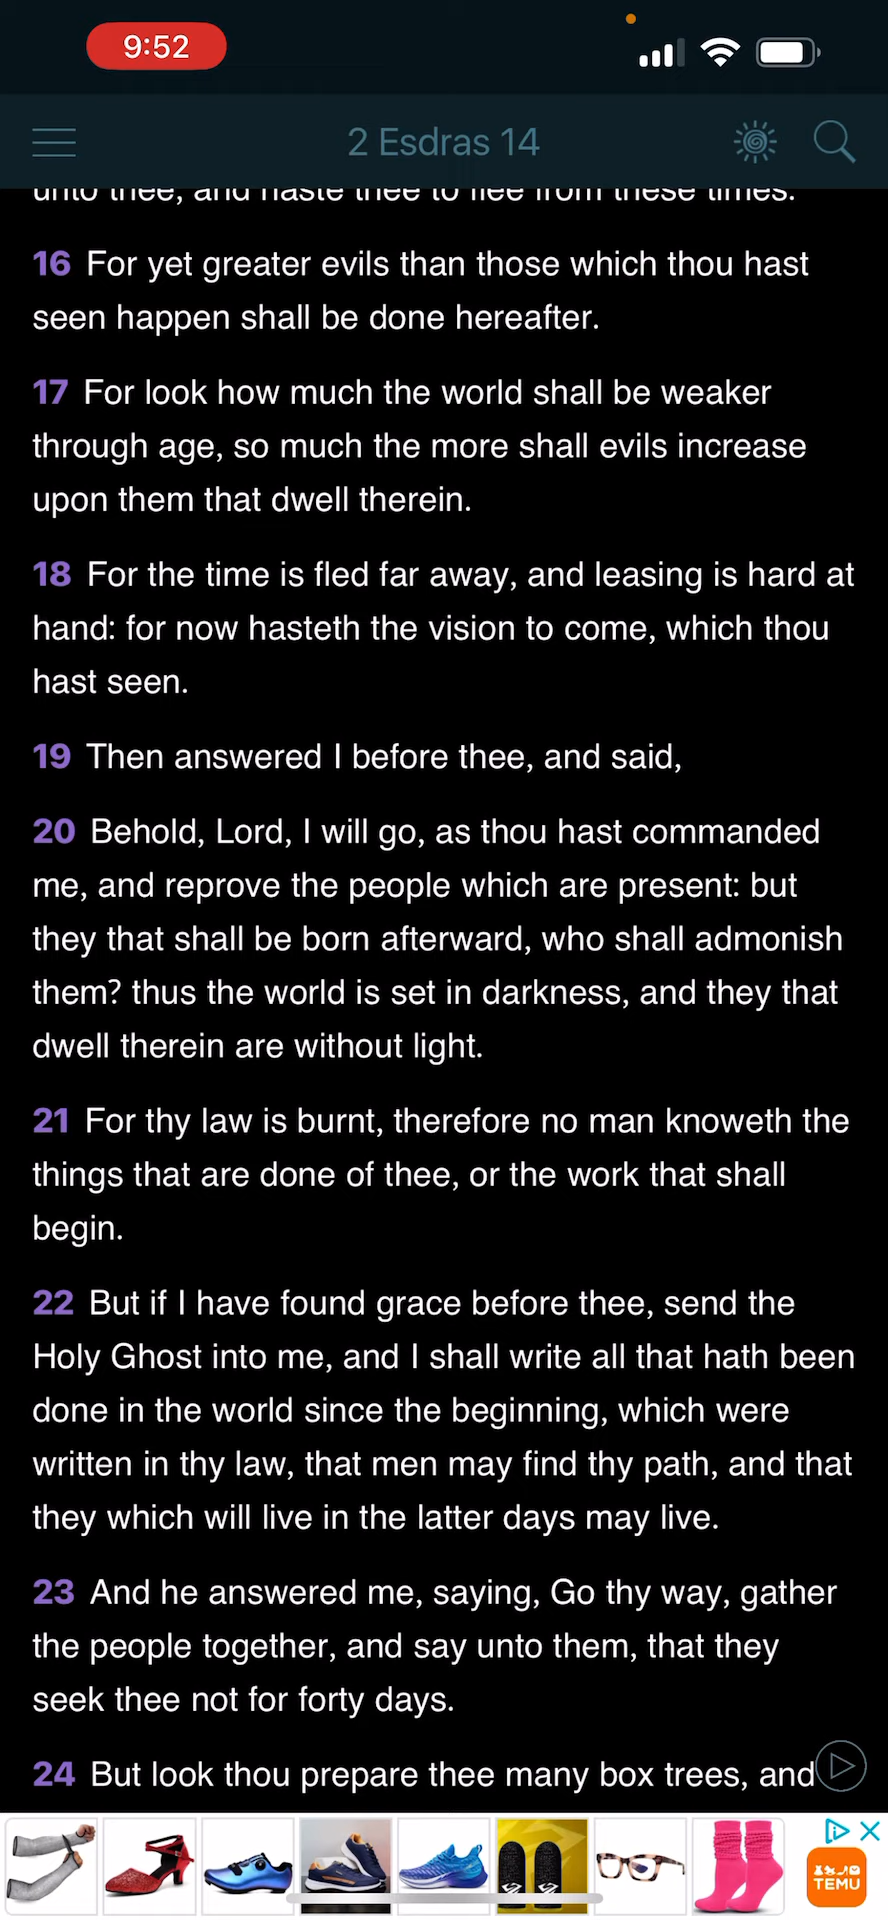 9:52
2 Esdras 14
unto thee, and haste thee to flee from these times.
16 For yet greater evils than those which thou hast
seen happen shall be done hereafter.
17 For look how much the world shall be weaker
through age, so much the more shall evils increase
upon them that dwell therein.
18 For the time is fled far away, and leasing is hard at
hand: for now hasteth the vision to come, which thou
hast seen.
19 Then answered I before thee, and said,
20 Behold, Lord, I will go, as thou hast commanded
me, and reprove the people which are present: but
they that shall be born afterward, who shall admonish
them? thus the world is set in darkness, and they that
dwell therein are without light.
21 For thy law is burnt, therefore no man knoweth the
things that are done of thee, or the work that shall
begin.
22 But if I have found grace before thee, send the
Holy Ghost into me, and I shall write all that hath been
done in the world since the beginning, which were
written in thy law, that men may find thy path, and that
they which will live in the latter days may live.
23 And he answered me, saying, Go thy way, gather
the people together, and say unto them, that they
seek thee not for forty days.
24 But look thou prepare thee many box trees, and
TEMU